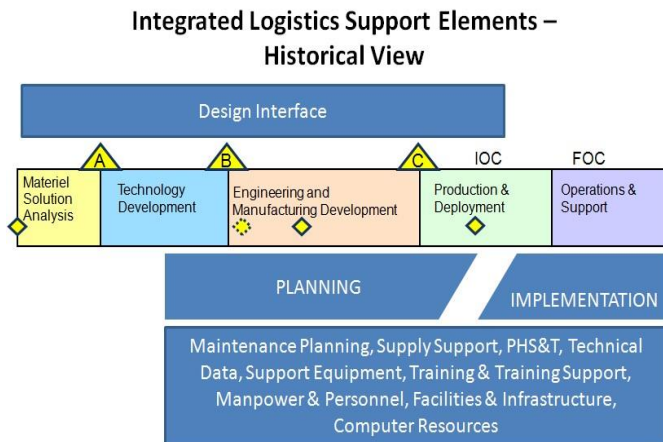 Integrated Logistics Support Elements –
Historical View
Design Interface
A
B
C
IOC
FOC
Materiel
Solution
Analysis
Technology
Development
Engineering and
Manufacturing Development
Production &
Deployment
Operations &
Support
PLANNING
IMPLEMENTATION
Maintenance Planning, Supply Support, PHS&T, Technical
Data, Support Equipment, Training & Training Support,
Manpower & Personnel, Facilities & Infrastructure,
Computer Resources